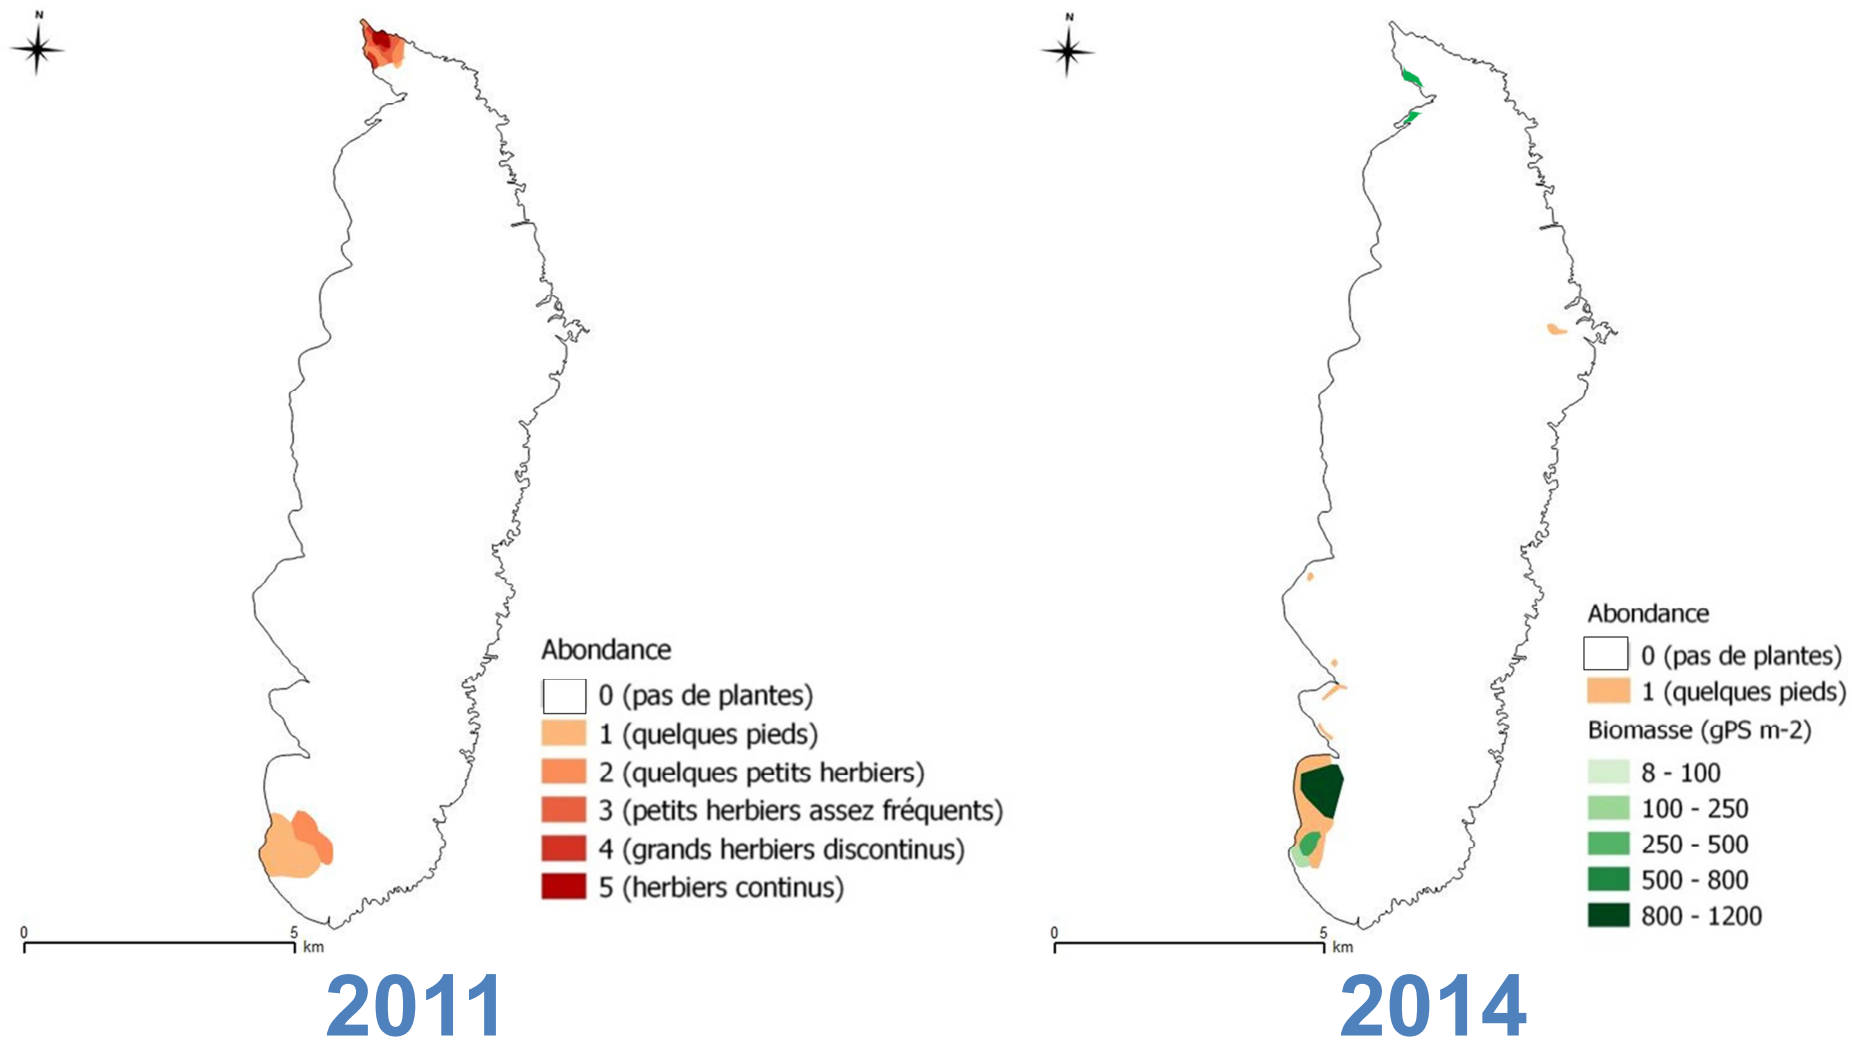 N
Abondance
0 (pas de plantes)
1 (quelques pieds)
2 (quelques petits herbiers)
3 (petits herbiers assez fréquents)
4 (grands herbiers discontinus)
5 (herbiers continus)
0
5
km
2011
N
Abondance
0 (pas de plantes)
1 (quelques pieds)
Biomasse (gPS m-2)
8 - 100
100 - 250
250 - 500
500 - 800
800 - 1200
0
5
km
2014